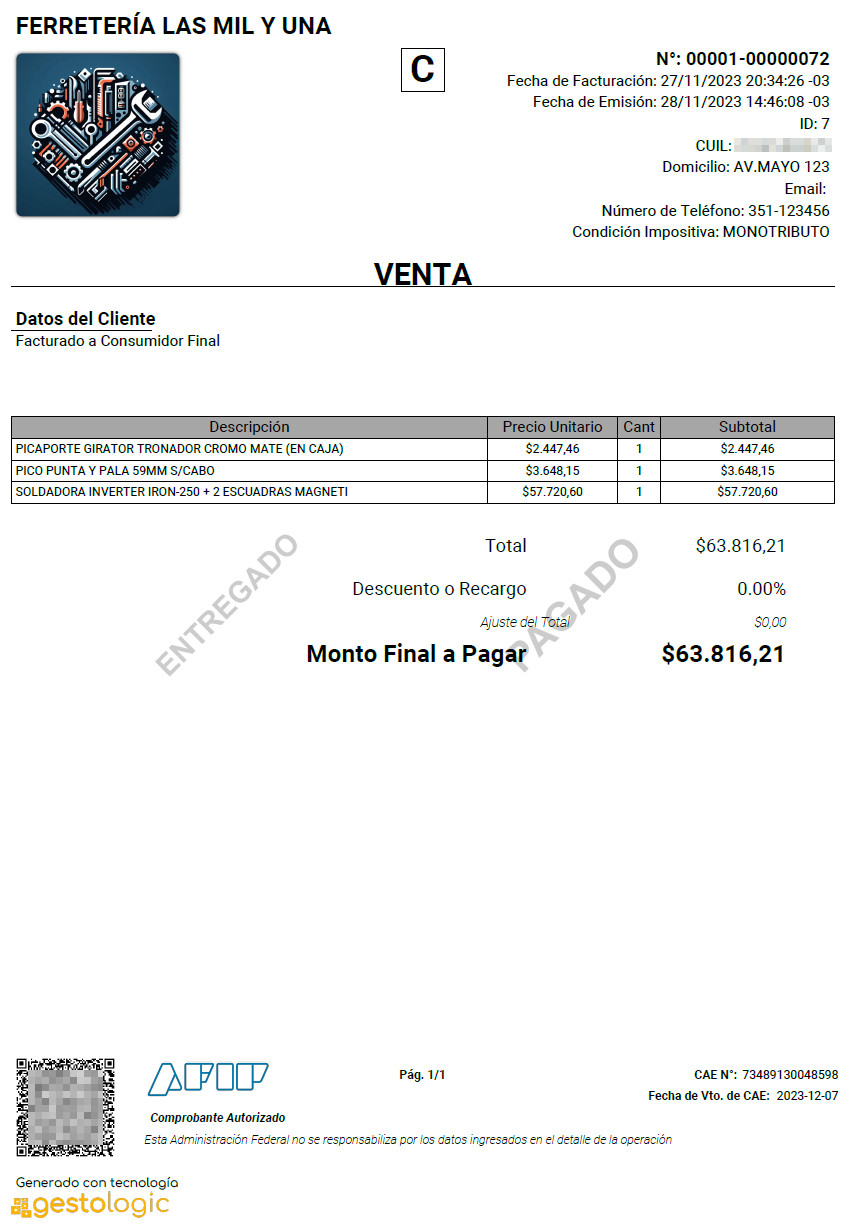 FERRETERÍA LAS MIL Y UNA
C
N°: 00001-00000072
Fecha de Facturación: 27/11/2023 20:34:26 -03
Fecha de Emisión: 28/11/2023 14:46:08 -03
ID: 7
CUIL:
Domicilio: AV.MAYO 123
Email:
Número de Teléfono: 351-123456
Condición Impositiva: MONOTRIBUTO
VENTA
Datos del Cliente
Facturado a Consumidor Final
Descripción Precio Unitario Cant Subtotal
PICAPORTE GIRATOR TRONADOR CROMO MATE (EN CAJA) $2.447,46 1 $2.447,46
PICO PUNTA Y PALA 59MM S/CABO $3.648,15 1 $3.648,15
SOLDADORA INVERTER IRON-250 + 2 ESCUADRAS MAGNETI $57.720,60 1 $57.720,60
Total $63.816,21
Descuento o Recargo 0.00%
Ajuste del Total $0,00
Monto Final a Pagar $63.816,21
ENTREGADO
PAGADO
AFIP
Pág. 1/1
CAE N°: 73489130048598
Fecha de Vto. de CAE: 2023-12-07
Comprobante Autorizado
Esta Administración Federal no se responsabiliza por los datos ingresados en el detalle de la operación
Generado con tecnología
gestologic